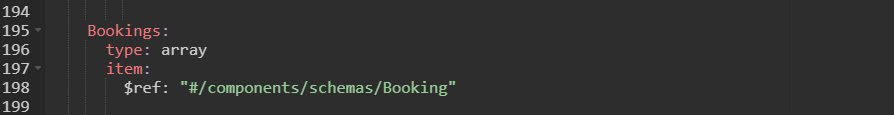 194
195 Bookings:
196 type: array
197 item:
198 $ref: "#/components/schemas/Booking"
199